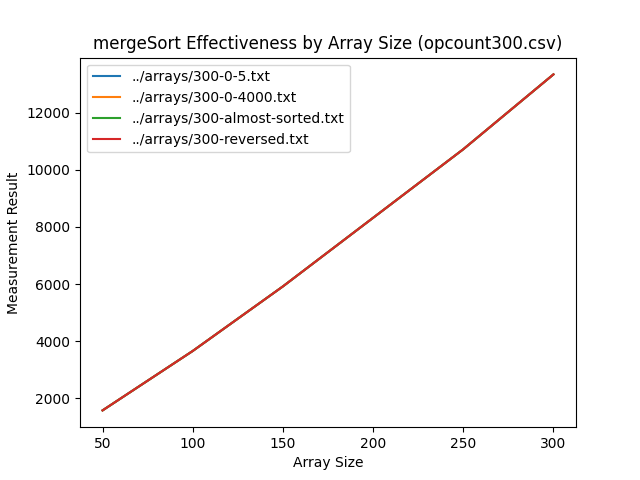 mergeSort Effectiveness by Array Size (opcount300.csv)
../arrays/300-0-5.txt
../arrays/300-0-4000.txt
../arrays/300-almost-sorted.txt
../arrays/300-reversed.txt
12000
10000
8000
6000
4000
2000
Measurement Result
50 100 150 200 250 300
Array Size